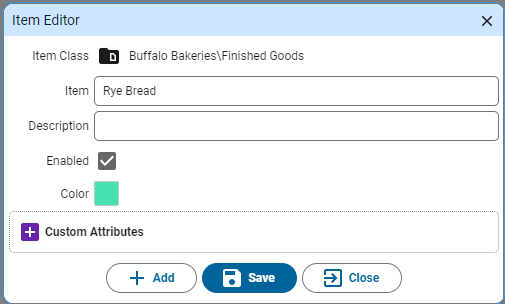 Item Editor
Item Class Buffalo Bakeries\Finished Goods
Item Rye Bread
Description
Enabled
Color
Custom Attributes
Add Save Close